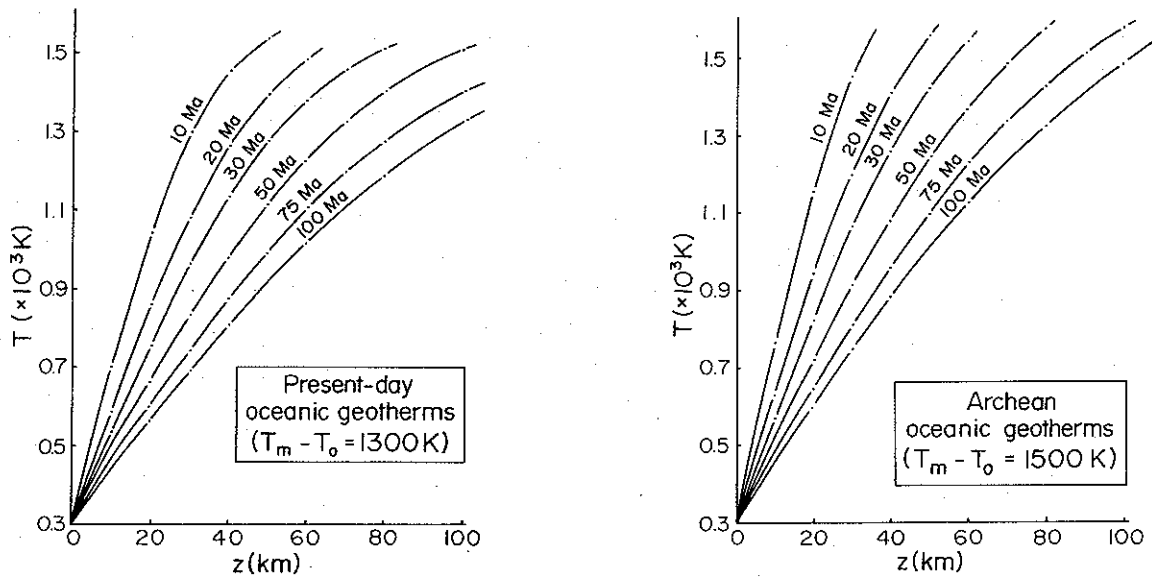 T (×10³K)
1.5
1.3
1.1
0.9
0.7
0.5
0.3
10 Ma
20 Ma
30 Ma
50 Ma
75 Ma
100 Ma
Present-day
oceanic geotherms
(Tₘ - T₀ = 1300K)
0
20
40
60
80
100
z(km)
T (×10³K)
1.5
1.3
1.1
0.9
0.7
0.5
0.3
10 Ma
20 Ma
30 Ma
50 Ma
75 Ma
100 Ma
Archean
oceanic geotherms
(Tₘ - T₀ = 1500 K)
0
20
40
60
80
100
z(km)